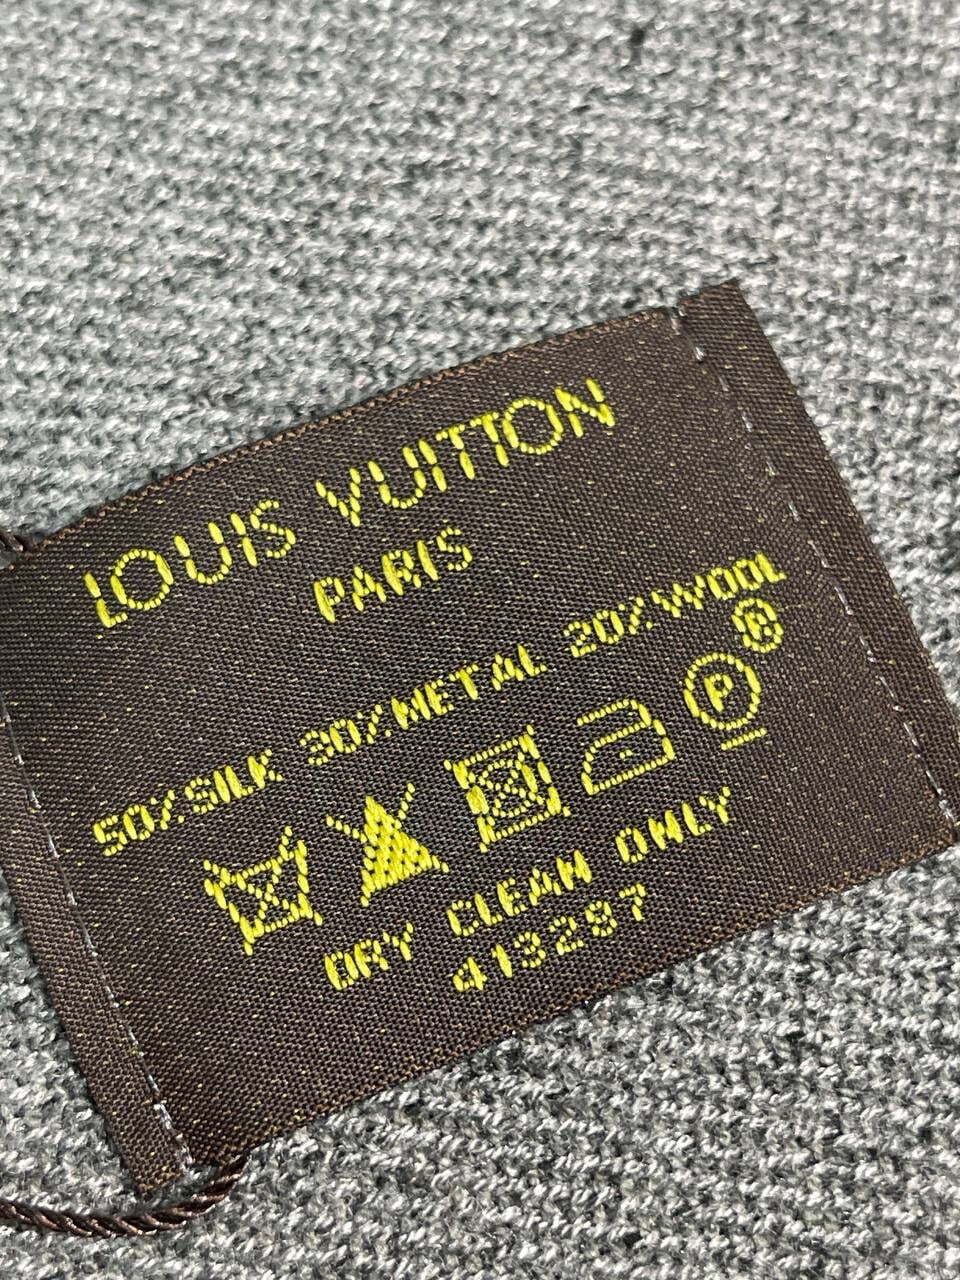 LOUIS VUITTON
PARIS
50% SILK 30% METAL 20% WOOL
®
P
DRY CLEAN ONLY
413287